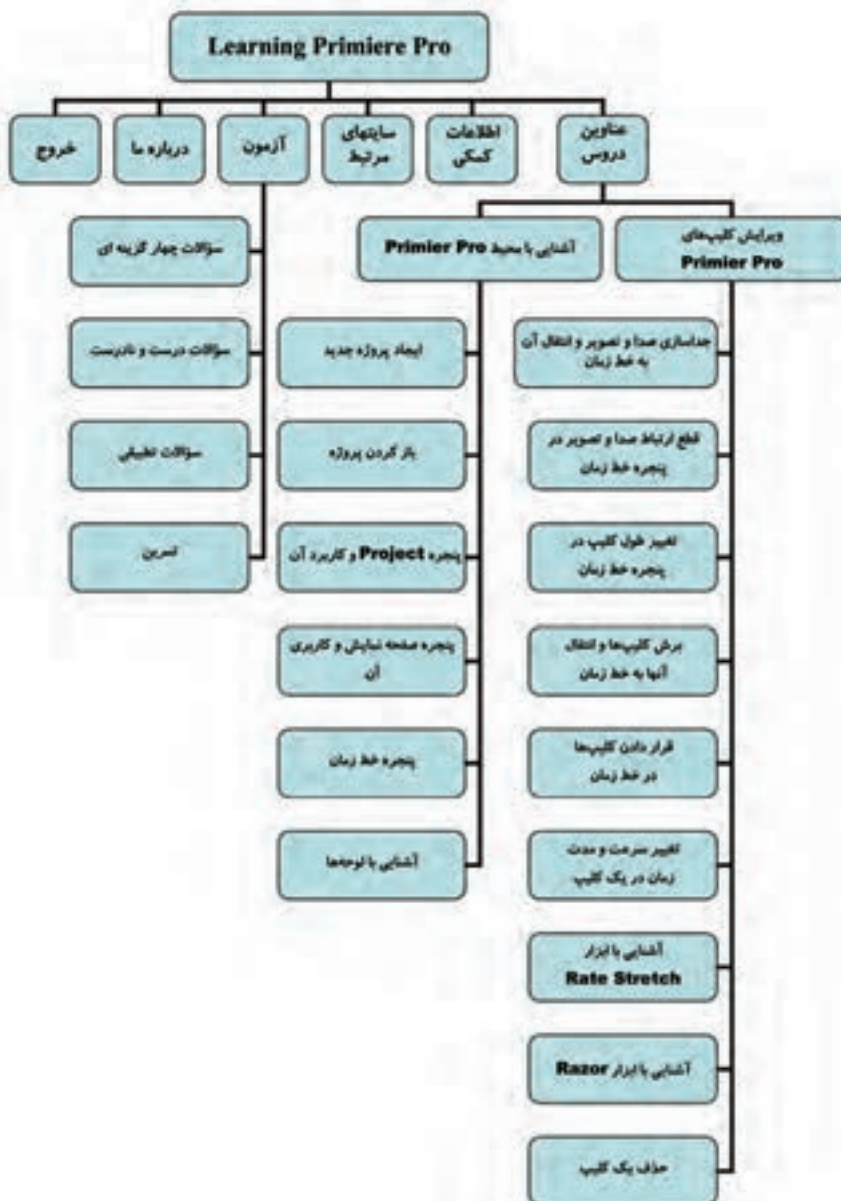 Learning Primiere Pro
عناوین
دروس
اطلاعات
کمکی
سایتهای
مرتبط
آزمون
درباره ما
خروج
ویرایش کلیپ‌های
Primier Pro
جداسازی صدا و تصویر و انتقال آن
به خط زمان
قطع ارتباط صدا و تصویر در
پنجره خط زمان
تغییر طول کلیپ در
پنجره خط زمان
برش کلیپ‌ها و انتقال
آنها به خط زمان
قرار دادن کلیپ‌ها
در خط زمان
تغییر سرعت و مدت
زمان در یک کلیپ
آشنایی با ابزار
Rate Stretch
آشنایی با ابزار Razor
حذف یک کلیپ
آشنایی با محیط Primier Pro
ایجاد پروژه جدید
باز کردن پروژه
پنجره Project و کاربرد آن
پنجره صفحه نمایش و کاربری
آن
پنجره خط زمان
آشنایی با لوحه‌ها
سؤالات چهار گزینه ای
سؤالات درست و نادرست
سؤالات تطبیقی
تمرین